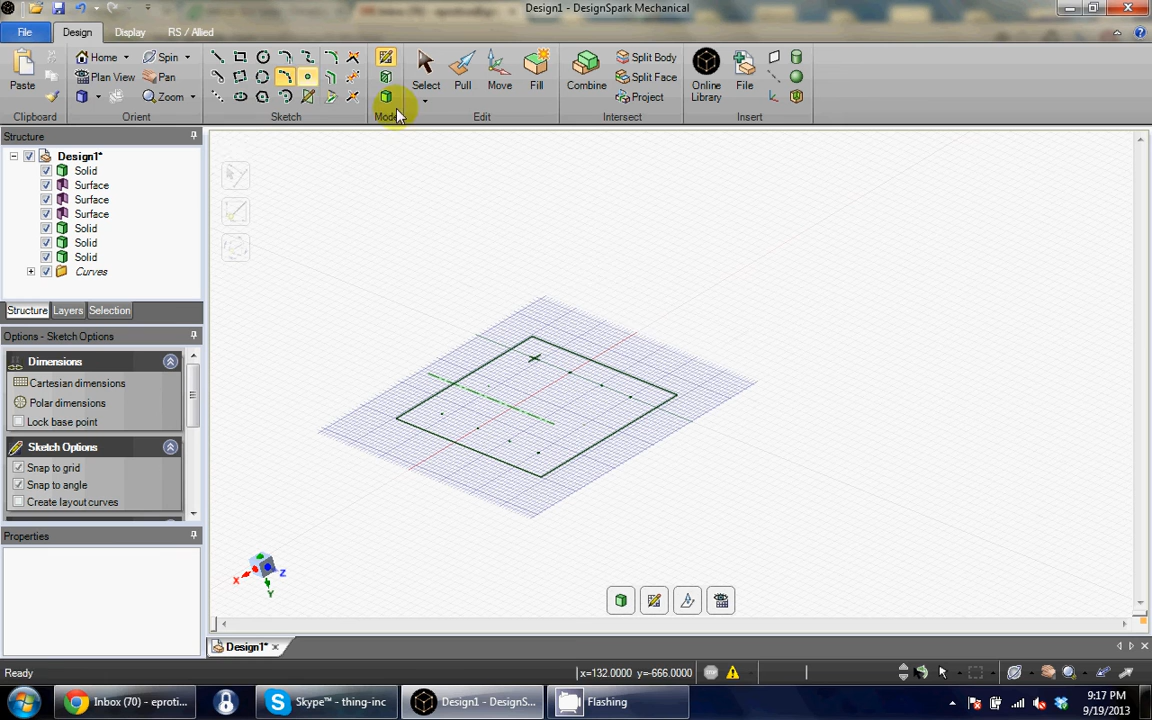 Design1 - DesignSpark Mechanical
File
Design
Display
RS / Allied
Paste
Home
Spin
Plan View
Pan
Zoom
Select
Pull
Move
Fill
Combine
Split Body
Split Face
Project
Online Library
File
Clipboard
Orient
Sketch
Mode
Edit
Intersect
Insert
Structure
Design1*
Solid
Surface
Surface
Surface
Solid
Solid
Solid
Curves
Structure
Layers
Selection
Options - Sketch Options
Dimensions
Cartesian dimensions
Polar dimensions
Lock base point
Sketch Options
Snap to grid
Snap to angle
Create layout curves
Properties
X
Z
Y
Design1*
Ready
x=132.0000 y=-666.0000
Inbox (70) - eproti...
Skype™ - thing-inc
Design1 - DesignS...
Flashing
9:17 PM
9/19/2013